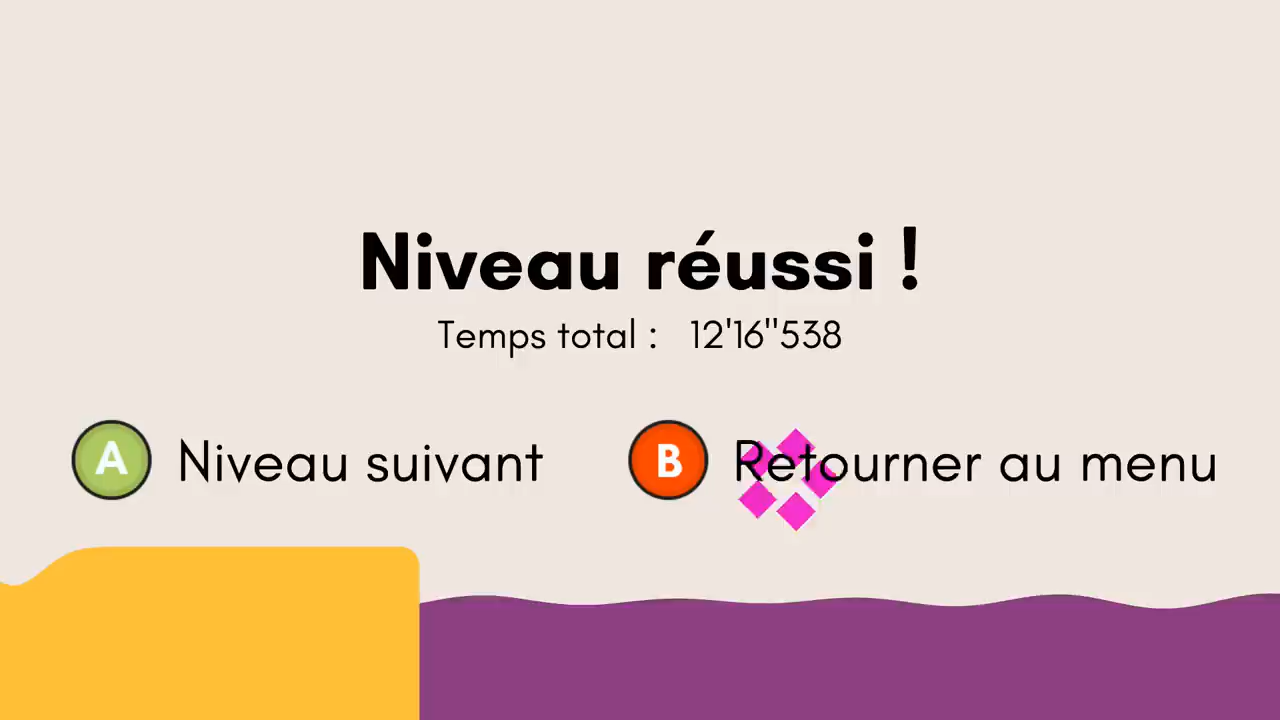 Niveau réussi !
Temps total : 12'16"538
A Niveau suivant B Retourner au menu